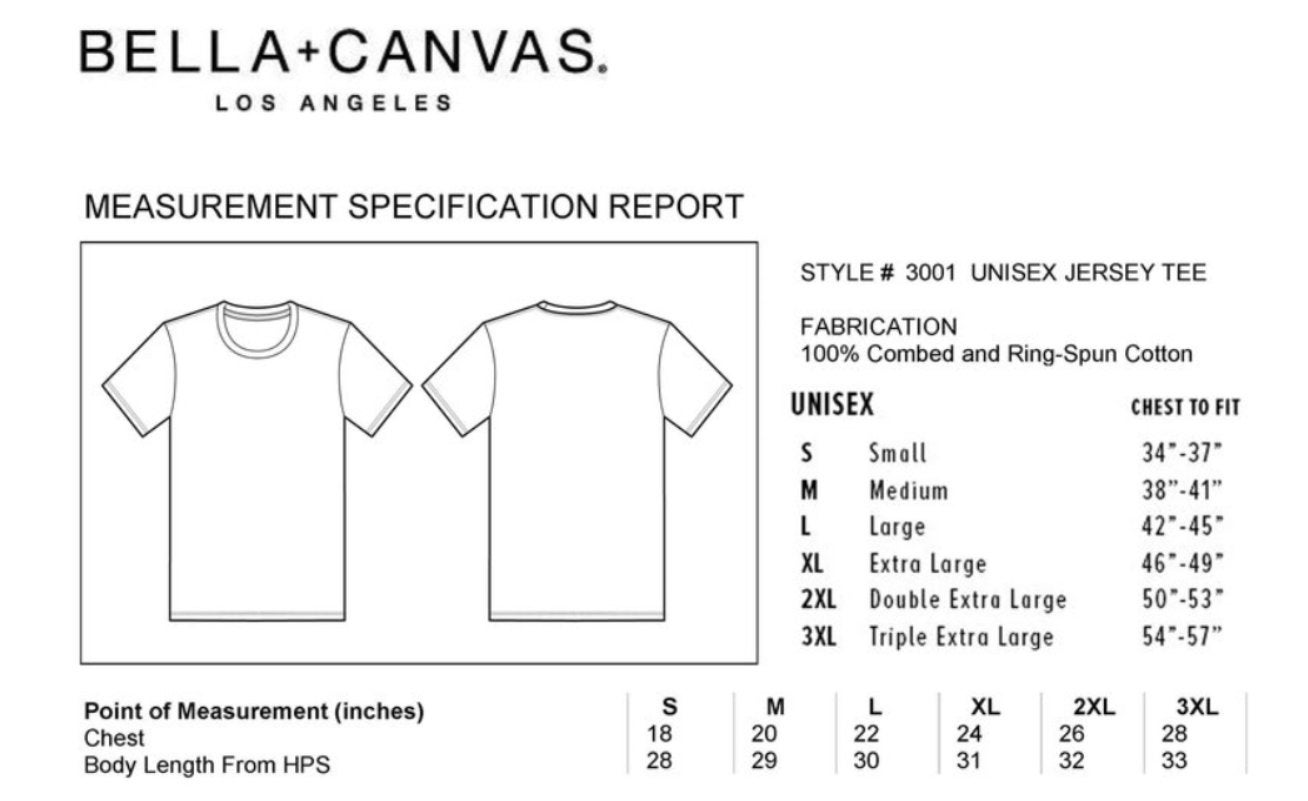 BELLA+CANVAS®
LOS ANGELES
MEASUREMENT SPECIFICATION REPORT
STYLE # 3001 UNISEX JERSEY TEE
FABRICATION
100% Combed and Ring-Spun Cotton
UNISEX CHEST TO FIT
S Small 34”-37”
M Medium 38”-41”
L Large 42”-45”
XL Extra Large 46”-49”
2XL Double Extra Large 50”-53”
3XL Triple Extra Large 54”-57”
Point of Measurement (inches) S M L XL 2XL 3XL
Chest 18 20 22 24 26 28
Body Length From HPS 28 29 30 31 32 33